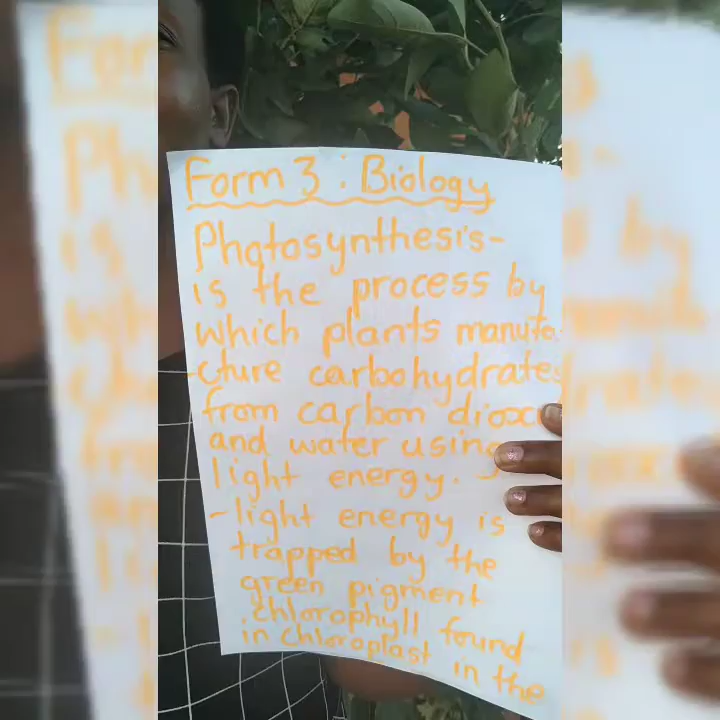 Form 3 : Biology
Photosynthesis-
is the process by
which plants manufa
-cture carbohydrates
from carbon
and water using
light energy.
-light energy is
trapped by the
green pigment
chlorophyll found
in chloroplast in the